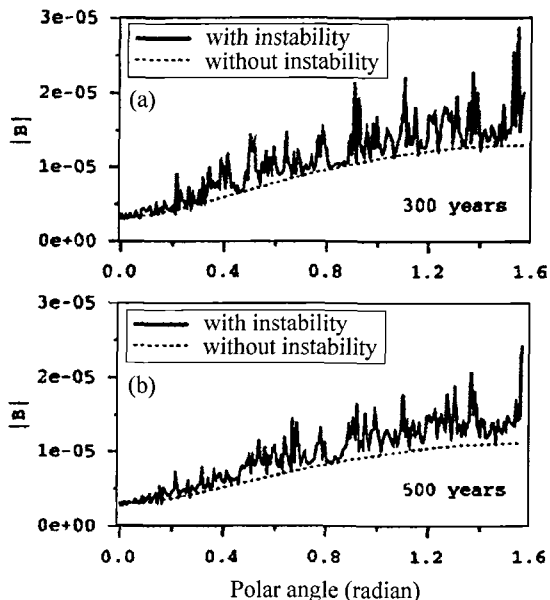 3e-05
with instability
without instability
2e-05
(a)
|B|
1e-05
300 years
0e+00
0.0 0.4 0.8 1.2 1.6
3e-05
with instability
without instability
2e-05
(b)
|B|
1e-05
500 years
0e+00
0.0 0.4 0.8 1.2 1.6
Polar angle (radian)